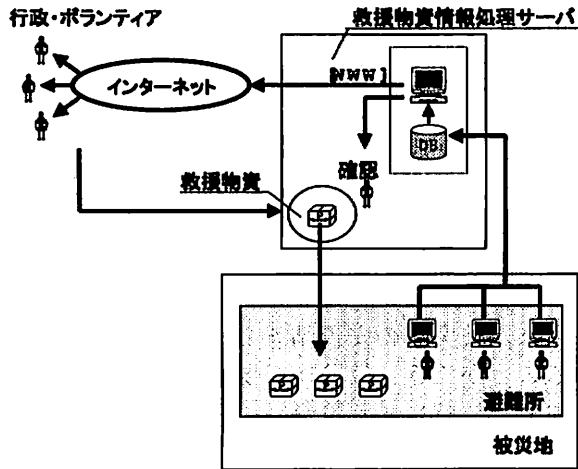 行政・ボランティア
救援物資情報処理サーバ
インターネット
[WWW]
DB
確認
救援物資
避難所
被災地